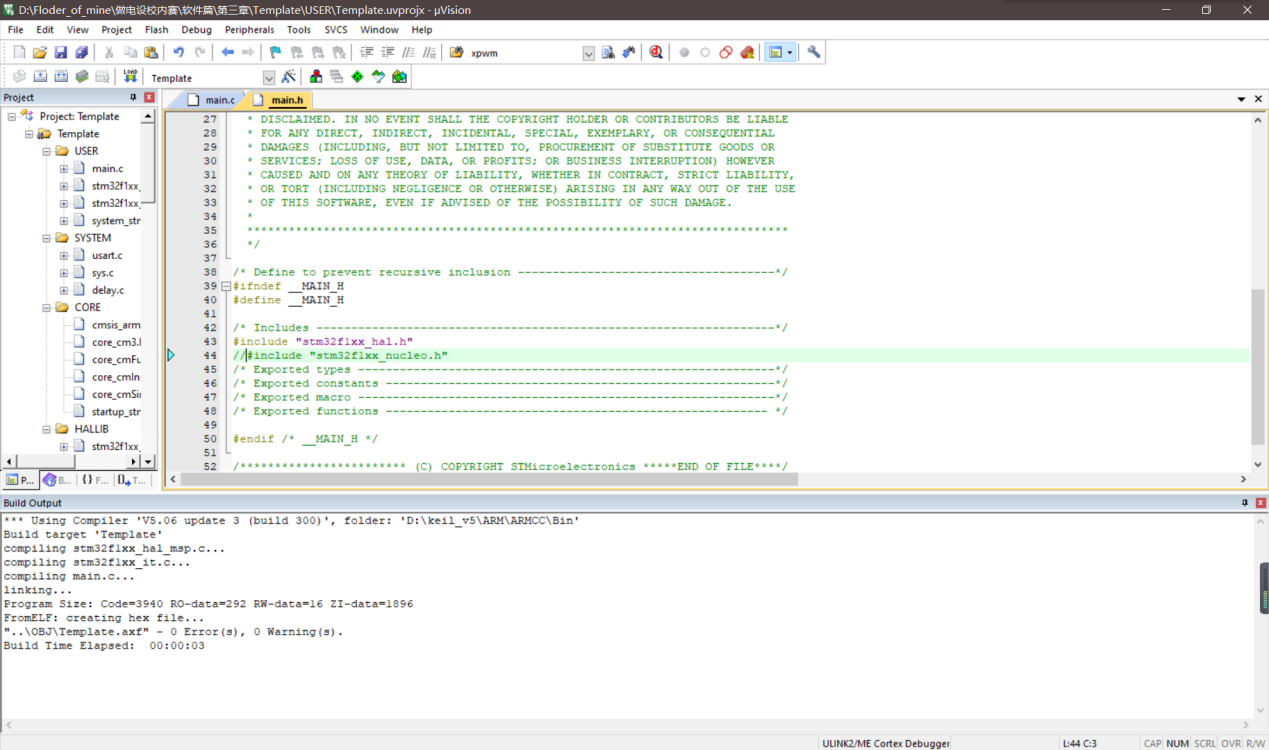 D:\Floder_of_mine\做电设校内赛\软件篇\第三章\Template\USER\Template.uvprojx - µVision
File Edit View Project Flash Debug Peripherals Tools SVCS Window Help
xpwm
LOAD
Template
Project
main.c main.h
Project: Template
Template
USER
main.c
stm32f1xx_
stm32f1xx_
system_str
SYSTEM
usart.c
sys.c
delay.c
CORE
cmsis_arm
core_cm3.l
core_cmFu
core_cmIn
core_cmSii
startup_str
HALLIB
stm32f1xx_
P... B... {} F... 0 T...
27 * DISCLAIMED. IN NO EVENT SHALL THE COPYRIGHT HOLDER OR CONTRIBUTORS BE LIABLE
28 * FOR ANY DIRECT, INDIRECT, INCIDENTAL, SPECIAL, EXEMPLARY, OR CONSEQUENTIAL
29 * DAMAGES (INCLUDING, BUT NOT LIMITED TO, PROCUREMENT OF SUBSTITUTE GOODS OR
30 * SERVICES; LOSS OF USE, DATA, OR PROFITS; OR BUSINESS INTERRUPTION) HOWEVER
31 * CAUSED AND ON ANY THEORY OF LIABILITY, WHETHER IN CONTRACT, STRICT LIABILITY,
32 * OR TORT (INCLUDING NEGLIGENCE OR OTHERWISE) ARISING IN ANY WAY OUT OF THE USE
33 * OF THIS SOFTWARE, EVEN IF ADVISED OF THE POSSIBILITY OF SUCH DAMAGE.
34 *
35 ******************************************************************************
36 */
37
38 /* Define to prevent recursive inclusion -------------------------------------*/
39 #ifndef __MAIN_H
40 #define __MAIN_H
41
42 /* Includes ------------------------------------------------------------------*/
43 #include "stm32f1xx_hal.h"
44 //#include "stm32f1xx_nucleo.h"
45 /* Exported types ------------------------------------------------------------*/
46 /* Exported constants --------------------------------------------------------*/
47 /* Exported macro ------------------------------------------------------------*/
48 /* Exported functions ------------------------------------------------------- */
49
50 #endif /* __MAIN_H */
51
52 /************************ (C) COPYRIGHT STMicroelectronics *****END OF FILE****/
Build Output
*** Using Compiler 'V5.06 update 3 (build 300)', folder: 'D:\keil_v5\ARM\ARMCC\Bin'
Build target 'Template'
compiling stm32f1xx_hal_msp.c...
compiling stm32f1xx_it.c...
compiling main.c...
linking...
Program Size: Code=3940 RO-data=292 RW-data=16 ZI-data=1896
FromELF: creating hex file...
"..\OBJ\Template.axf" - 0 Error(s), 0 Warning(s).
Build Time Elapsed:  00:00:03
ULINK2/ME Cortex Debugger L:44 C:3 CAP NUM SCRL OVR R/W